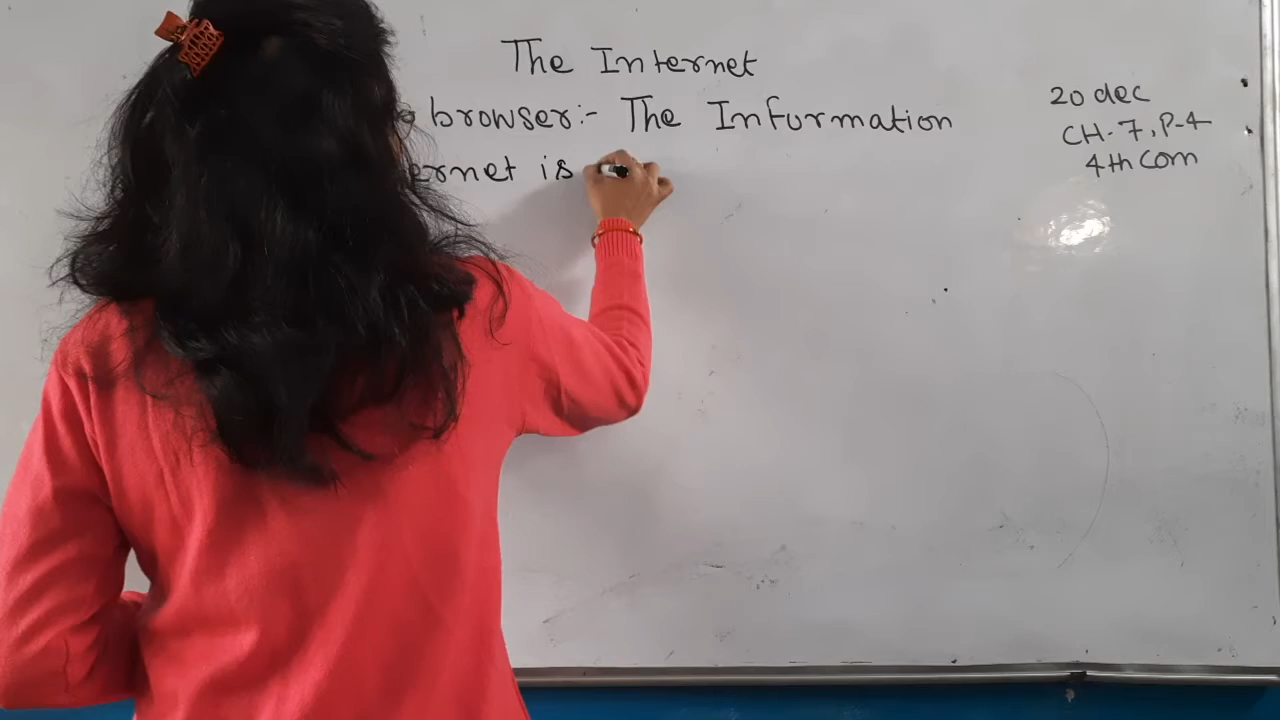 The Internet
browser:- The Information
ernet is
20 dec
CH-7, P-4
4th Com